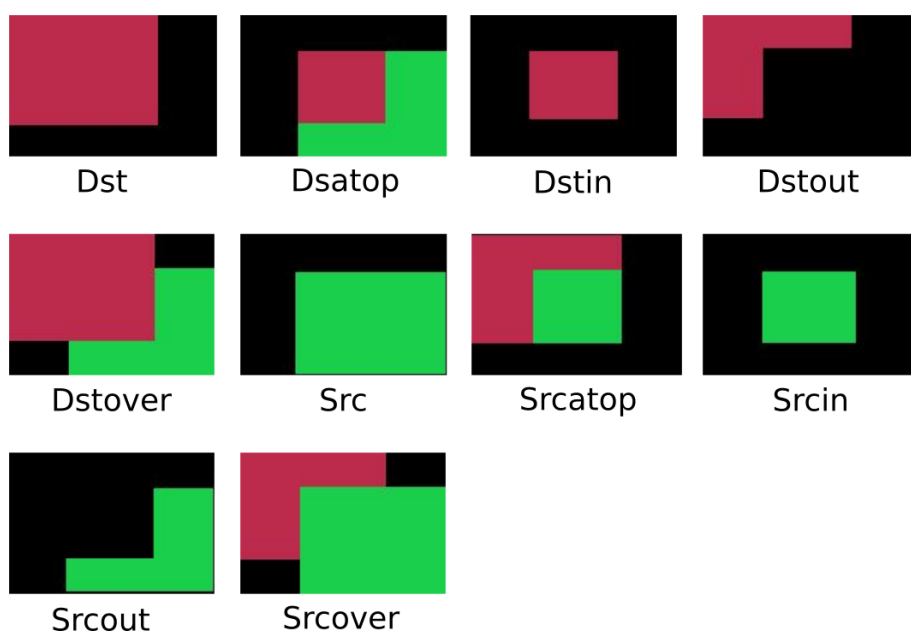 Dst
Dsatop
Dstin
Dstout
Dstover
Src
Srcatop
Srcin
Srcout
Srcover